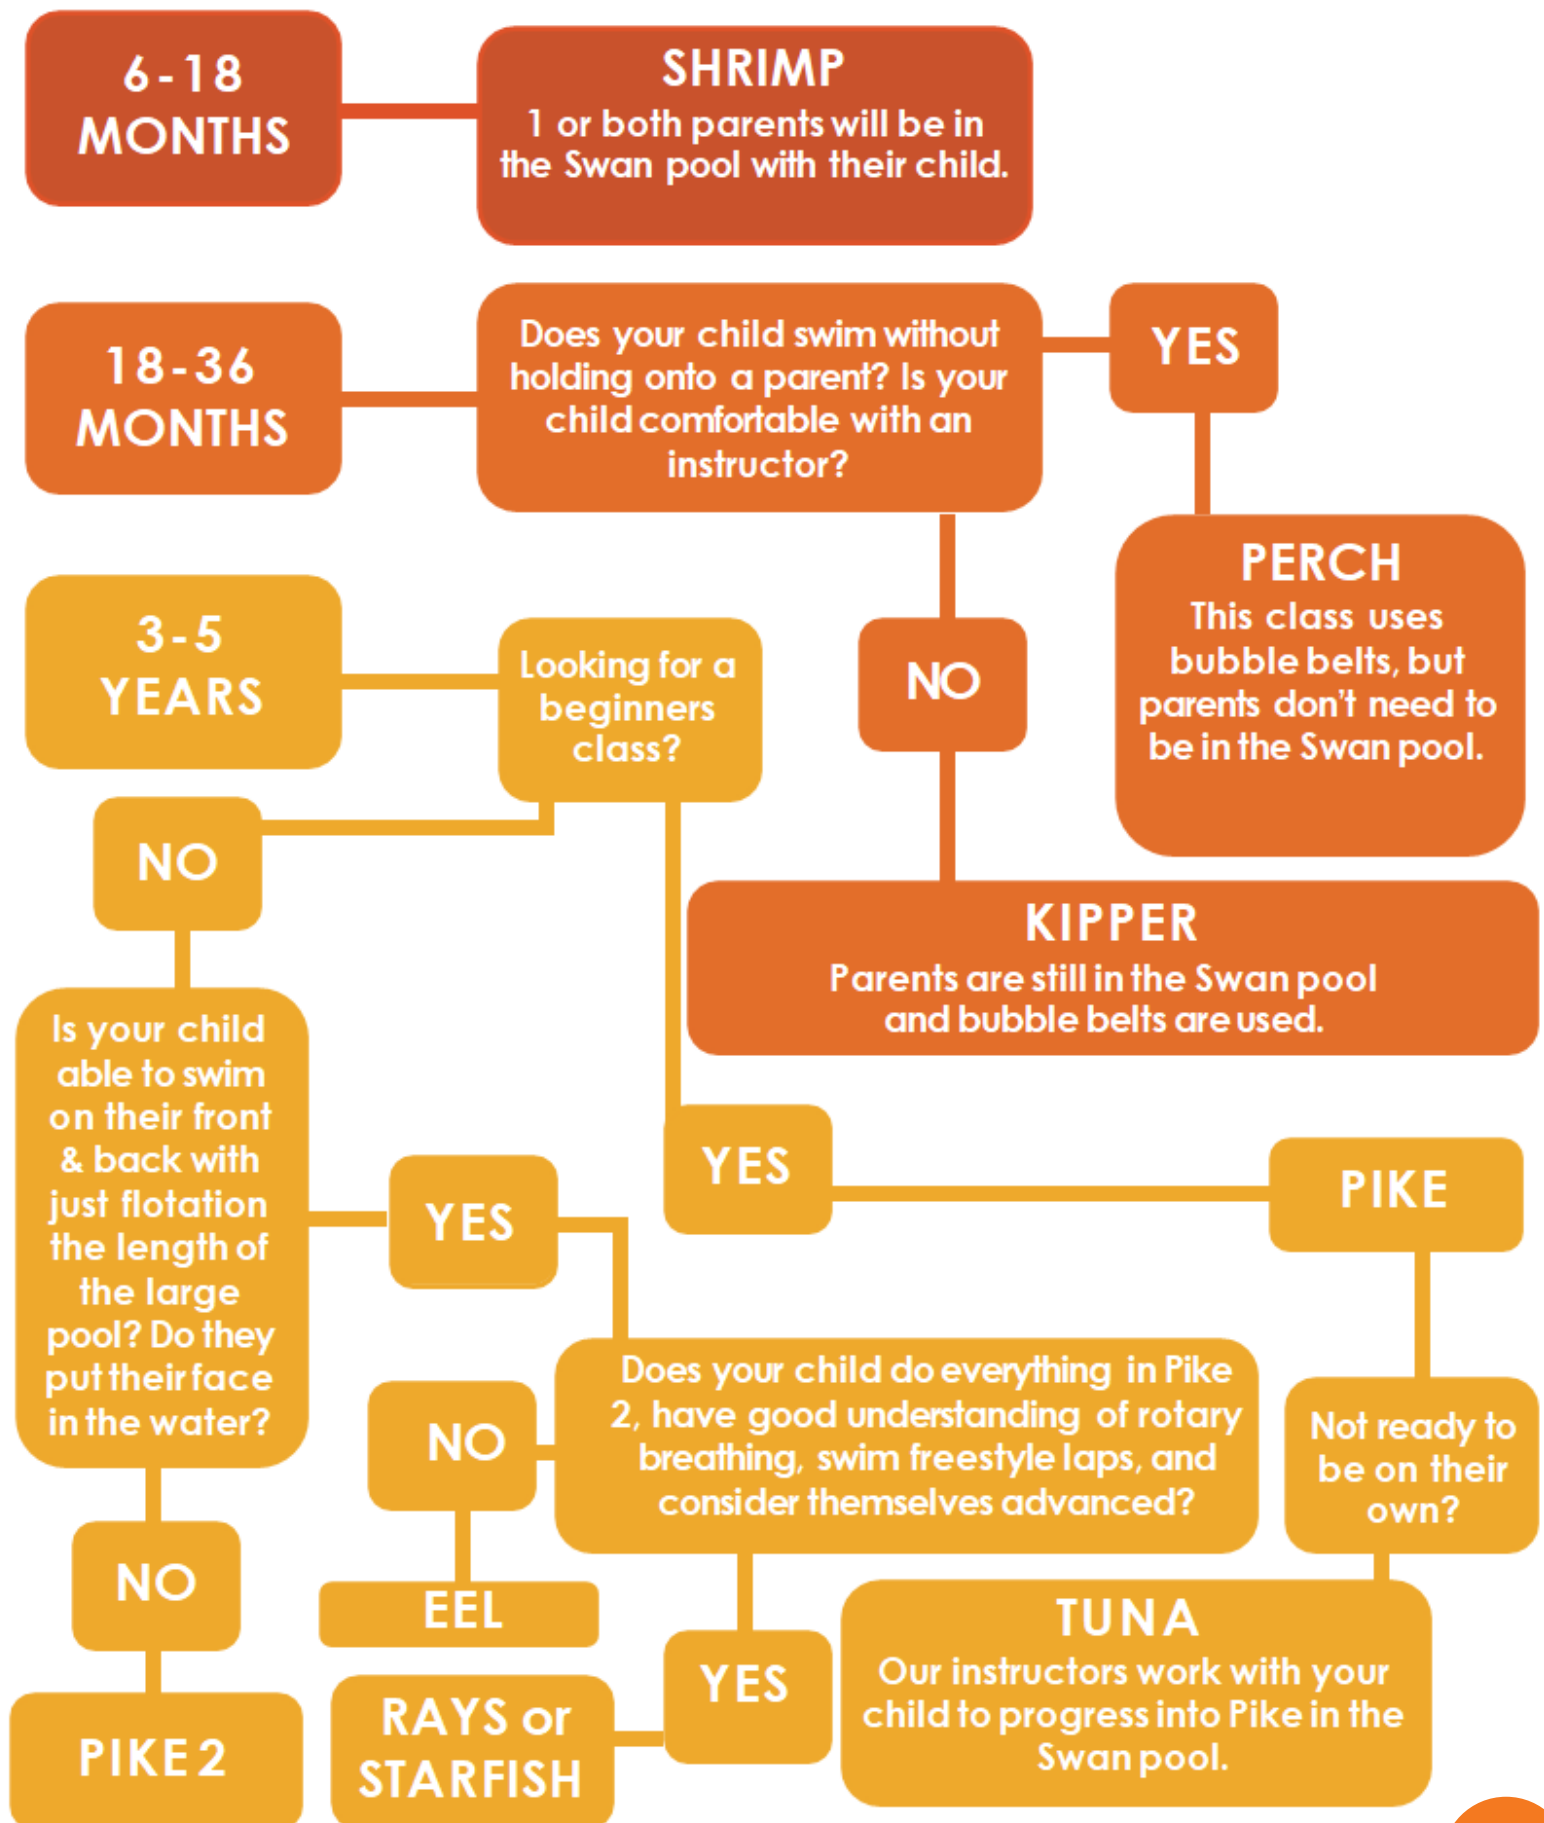 6-18
MONTHS
SHRIMP
1 or both parents will be in
the Swan pool with their child.
18-36
MONTHS
Does your child swim without
holding onto a parent? Is your
child comfortable with an
instructor?
YES
PERCH
This class uses
bubble belts, but
parents don't need to
be in the Swan pool.
NO
KIPPER
Parents are still in the Swan pool
and bubble belts are used.
3-5
YEARS
Looking for a
beginners
class?
NO
Is your child
able to swim
on their front
& back with
just flotation
the length of
the large
pool? Do they
put their face
in the water?
NO
PIKE 2
YES
Does your child do everything in Pike
2, have good understanding of rotary
breathing, swim freestyle laps, and
consider themselves advanced?
NO
EEL
YES
RAYS or
STARFISH
YES
PIKE
Not ready to
be on their
own?
TUNA
Our instructors work with your
child to progress into Pike in the
Swan pool.